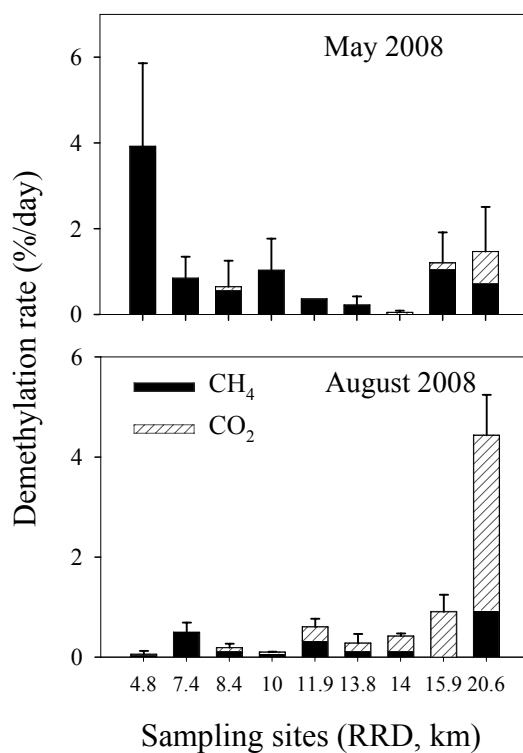 Demethylation rate (%/day)
May 2008
6
4
2
0
August 2008
CH₄
CO₂
6
4
2
0
4.8 7.4 8.4 10 11.9 13.8 14 15.9 20.6
Sampling sites (RRD, km)